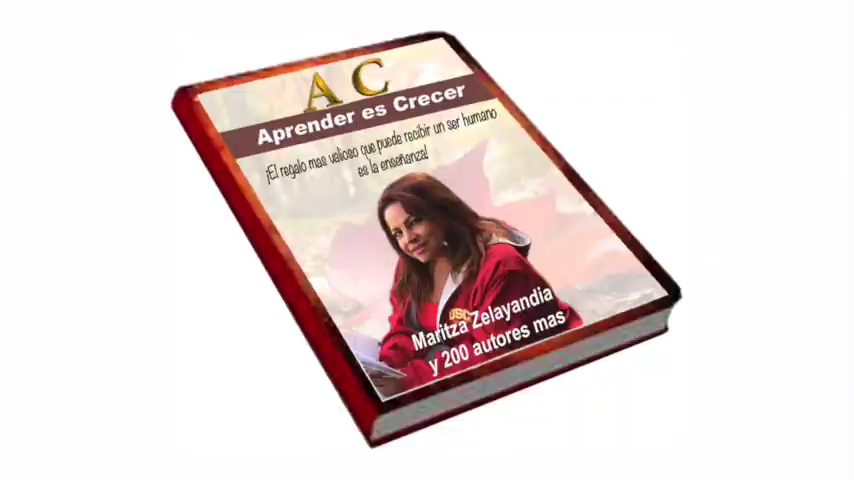 A C
Aprender es Crecer
¡El regalo mas valioso que puede recibir un ser humano
es la enseñanza!
USC
Maritza Zelayandia
y 200 autores mas